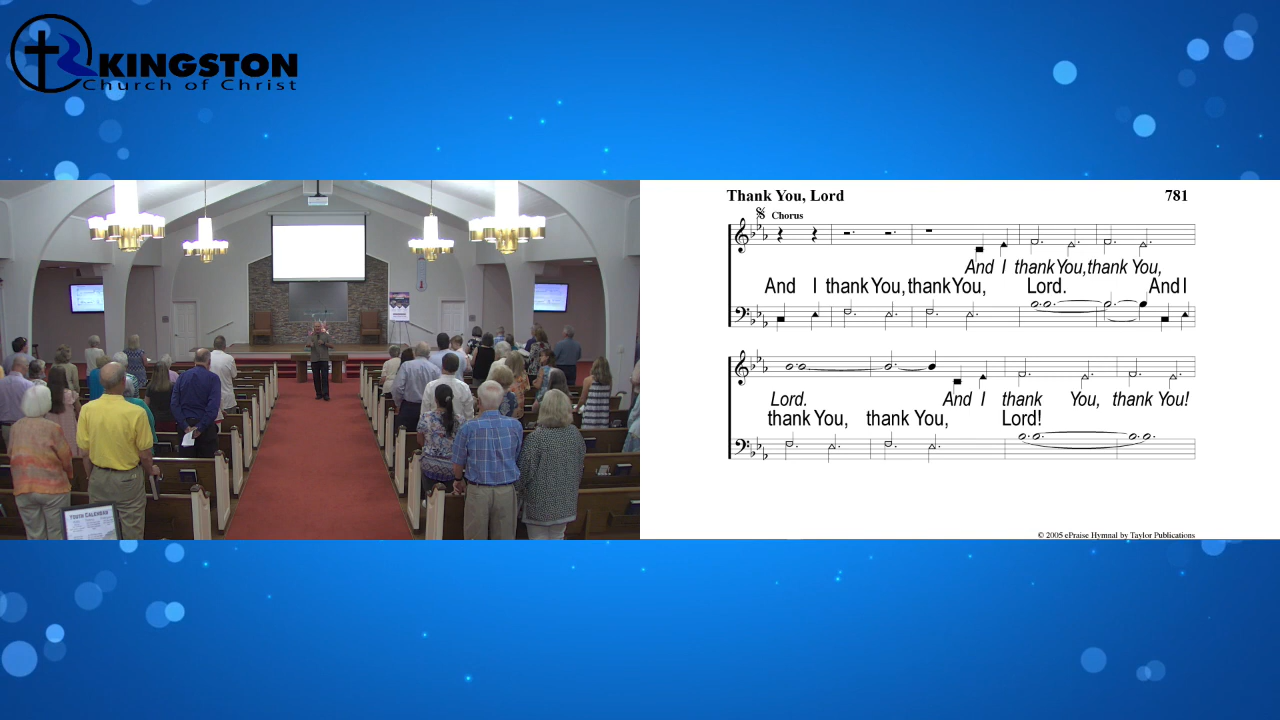 KINGSTON
Church of Christ
YOUTH CALENDAR
Thank You, Lord 781
Chorus
And I thank You, thank You,
And I thank You, thank You, Lord. And I
Lord. And I thank You, thank You!
thank You, thank You, Lord!
© 2005 ePraise Hymnal by Taylor Publications